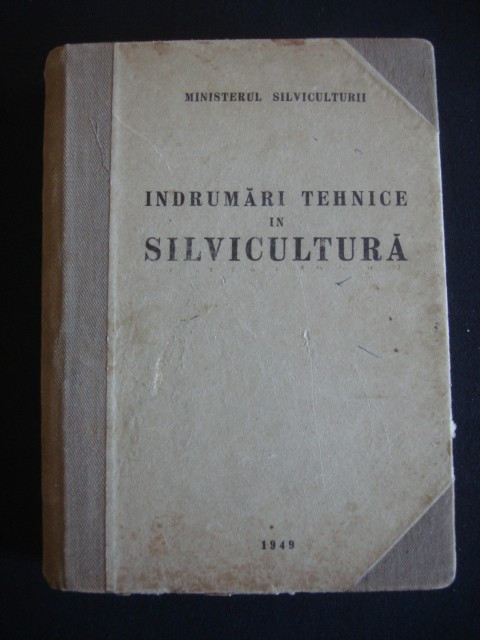 MINISTERUL SILVICULTURII
INDRUMĂRI TEHNICE
IN
SILVICULTURĂ
1949